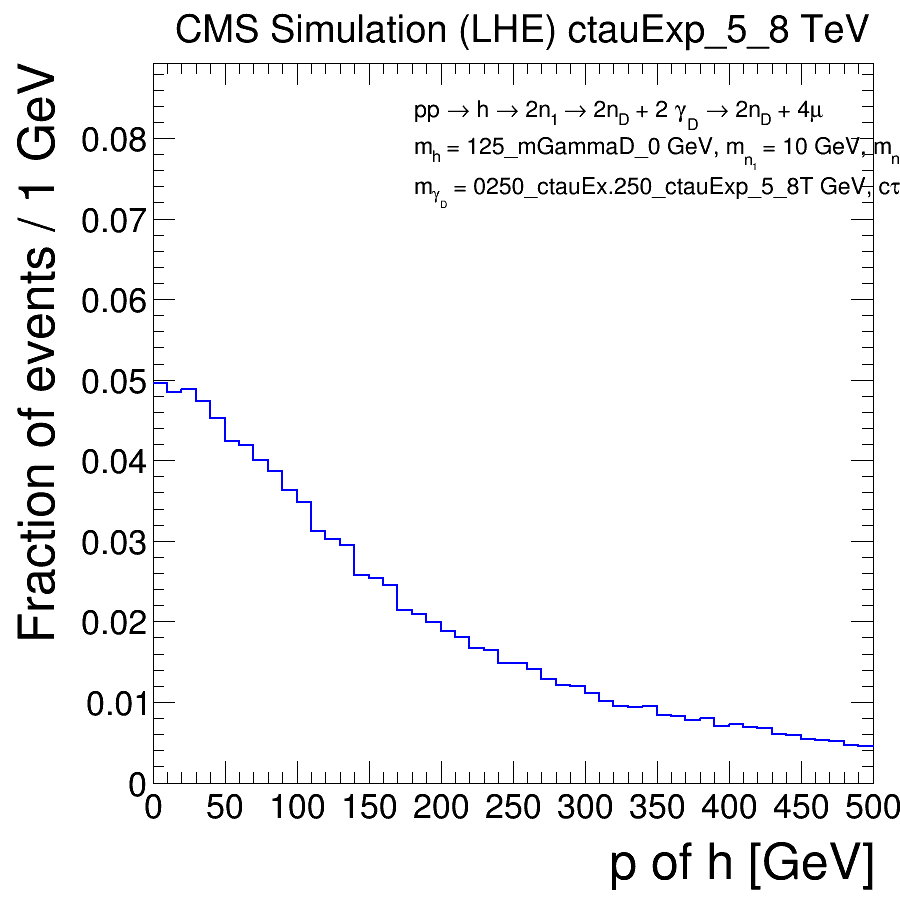 CMS Simulation (LHE) ctauExp_5_8 TeV
pp → h → 2n1 → 2nD + 2 γD → 2nD + 4μ
mh = 125_mGammaD_0 GeV, mn1 = 10 GeV, mn
mγD = 0250_ctauEx.250_ctauExp_5_8T GeV, cτ
Fraction of events / 1 GeV
0.08
0.07
0.06
0.05
0.04
0.03
0.02
0.01
0
0 50 100 150 200 250 300 350 400 450 500
p of h [GeV]